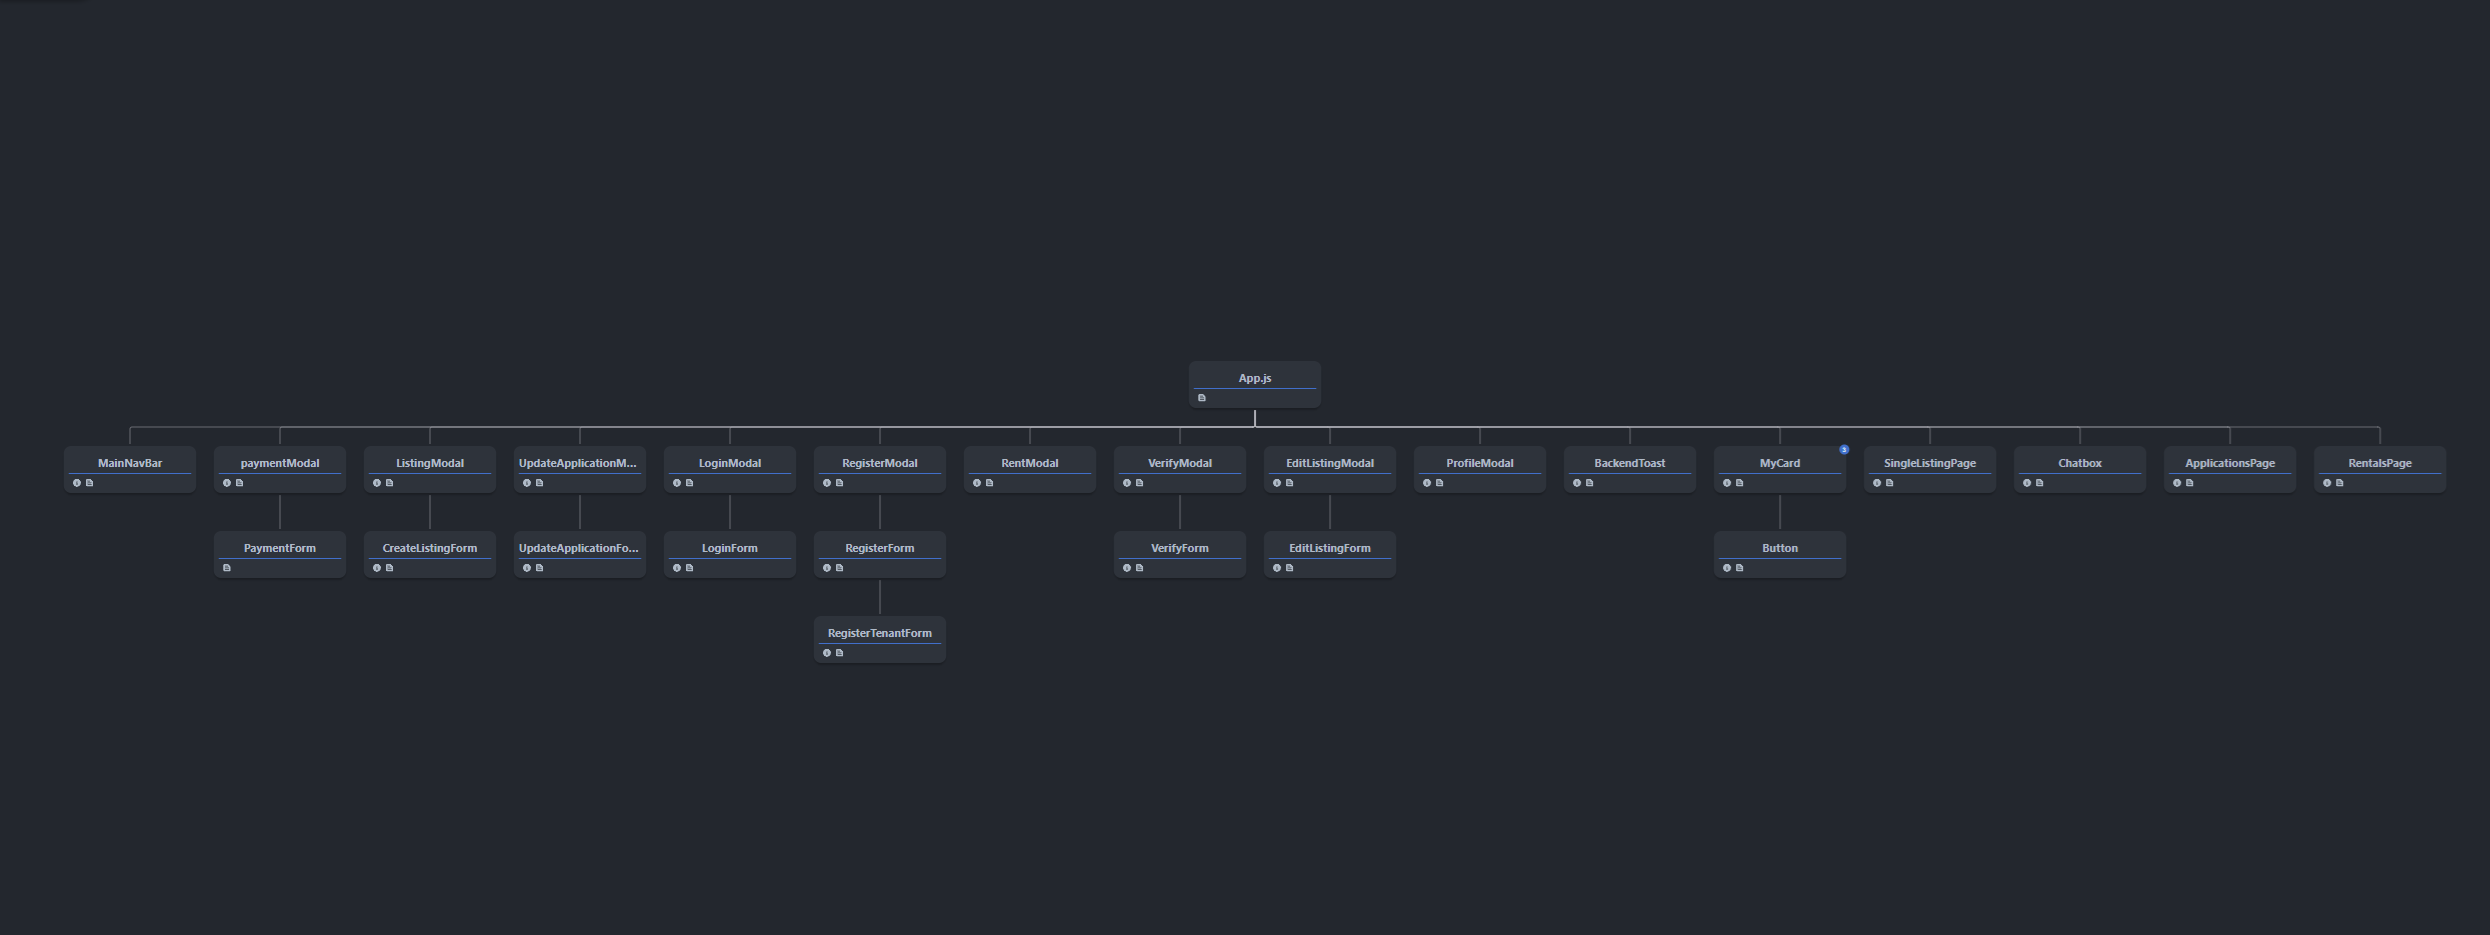 App.js
MainNavBar
paymentModal
ListingModal
UpdateApplicationM...
LoginModal
RegisterModal
RentModal
VerifyModal
EditListingModal
ProfileModal
BackendToast
MyCard
3
SingleListingPage
Chatbox
ApplicationsPage
RentalsPage
PaymentForm
CreateListingForm
UpdateApplicationFo...
LoginForm
RegisterForm
VerifyForm
EditListingForm
Button
RegisterTenantForm